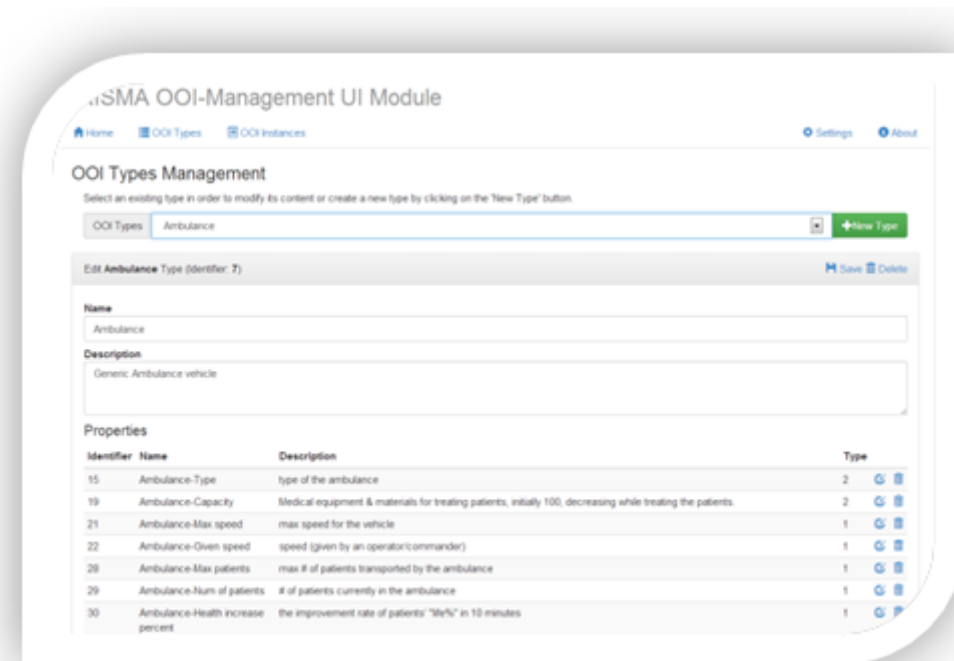 OOI-Management UI Module
Home OOI Types OOI Instances Settings About
OOI Types Management
Select an existing type in order to modify its content or create a new type by clicking on the 'New Type' button.
OOI Types Ambulance New Type
Edit Ambulance Type (Identifier: 7) Save Delete
Name
Ambulance
Description
Generic Ambulance vehicle
Properties
Identifier Name Description Type
15 Ambulance-Type type of the ambulance 2
19 Ambulance-Capacity Medical equipment & materials for treating patients, initially 100, decreasing while treating the patients. 2
21 Ambulance-Max speed max speed for the vehicle 1
22 Ambulance-Given speed speed (given by an operator/commander) 1
28 Ambulance-Max patients max # of patients transported by the ambulance 1
29 Ambulance-Num of patients # of patients currently in the ambulance 1
30 Ambulance-Health increase the improvement rate of patients' "life%" in 10 minutes 1
percent